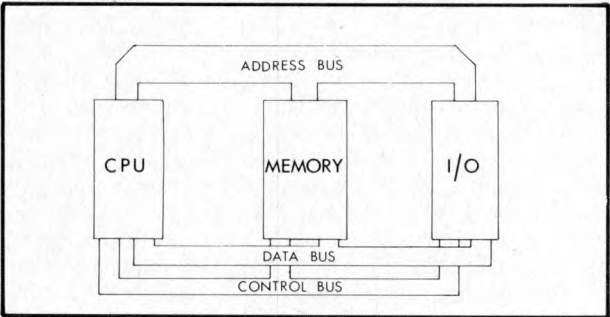 ADDRESS BUS
CPU MEMORY I/O
DATA BUS
CONTROL BUS